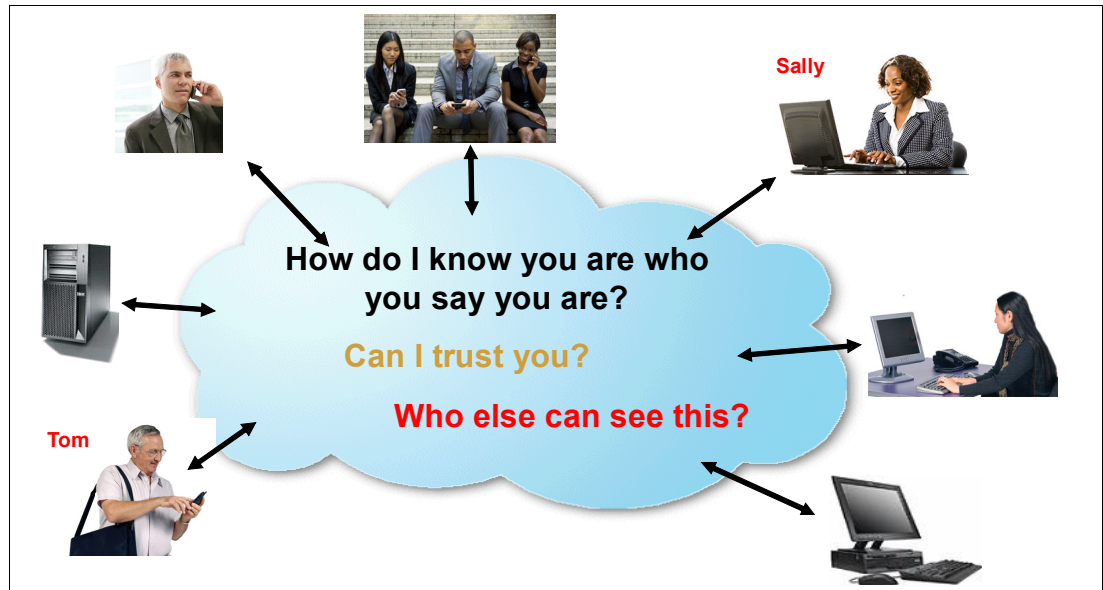 Sally
How do I know you are who
you say you are?
Can I trust you?
Who else can see this?
Tom